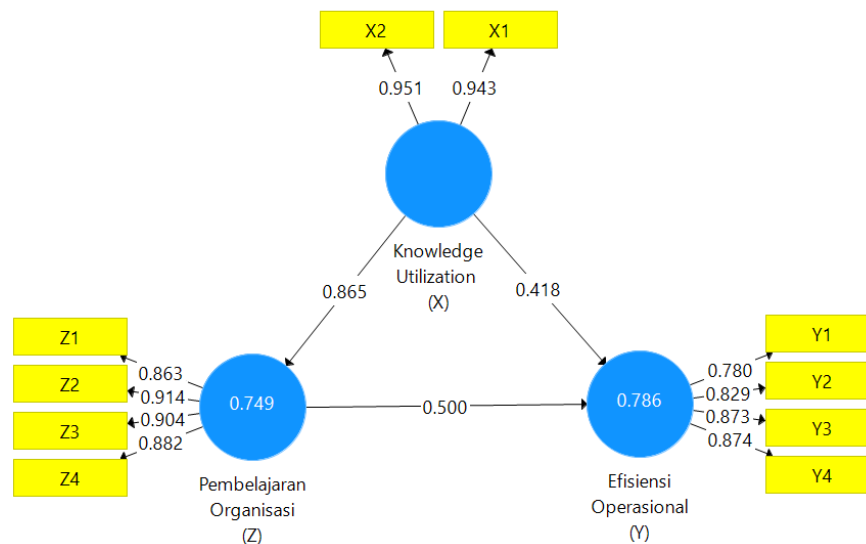 X2
X1
0.951
0.943
Knowledge
Utilization
(X)
0.865
0.418
Z1
Z2
Z3
Z4
0.863
0.914
0.904
0.882
0.749
0.500
0.786
0.780
0.829
0.873
0.874
Y1
Y2
Y3
Y4
Pembelajaran
Organisasi
(Z)
Efisiensi
Operasional
(Y)